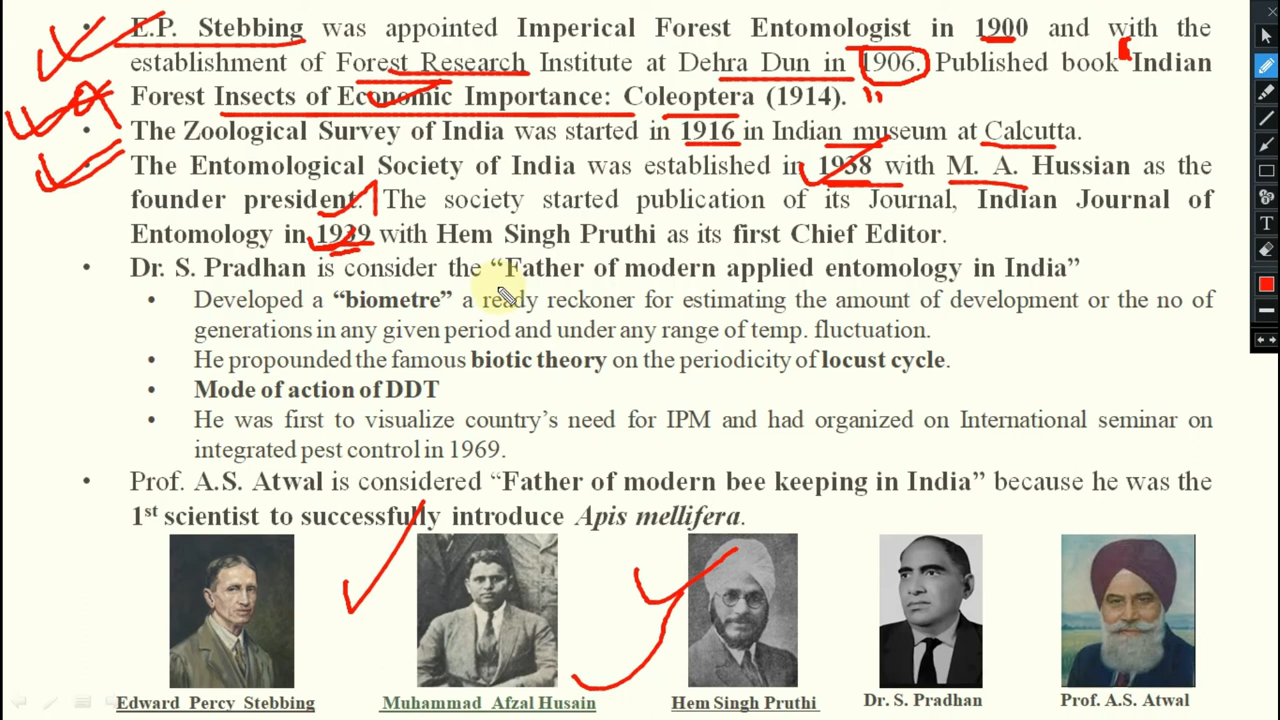 • E.P. Stebbing was appointed Imperical Forest Entomologist in 1900 and with the
establishment of Forest Research Institute at Dehra Dun in 1906. Published book "Indian
Forest Insects of Economic Importance: Coleoptera (1914).
• The Zoological Survey of India was started in 1916 in Indian museum at Calcutta.
• The Entomological Society of India was established in 1938 with M. A. Hussian as the
founder president. The society started publication of its Journal, Indian Journal of
Entomology in 1939 with Hem Singh Pruthi as its first Chief Editor.
• Dr. S. Pradhan is consider the “Father of modern applied entomology in India”
• Developed a “biometre” a ready reckoner for estimating the amount of development or the no of
generations in any given period and under any range of temp. fluctuation.
• He propounded the famous biotic theory on the periodicity of locust cycle.
• Mode of action of DDT
• He was first to visualize country’s need for IPM and had organized on International seminar on
integrated pest control in 1969.
• Prof. A.S. Atwal is considered “Father of modern bee keeping in India” because he was the
1st scientist to successfully introduce Apis mellifera.
Edward Percy Stebbing
Muhammad Afzal Husain
Hem Singh Pruthi
Dr. S. Pradhan
Prof. A.S. Atwal